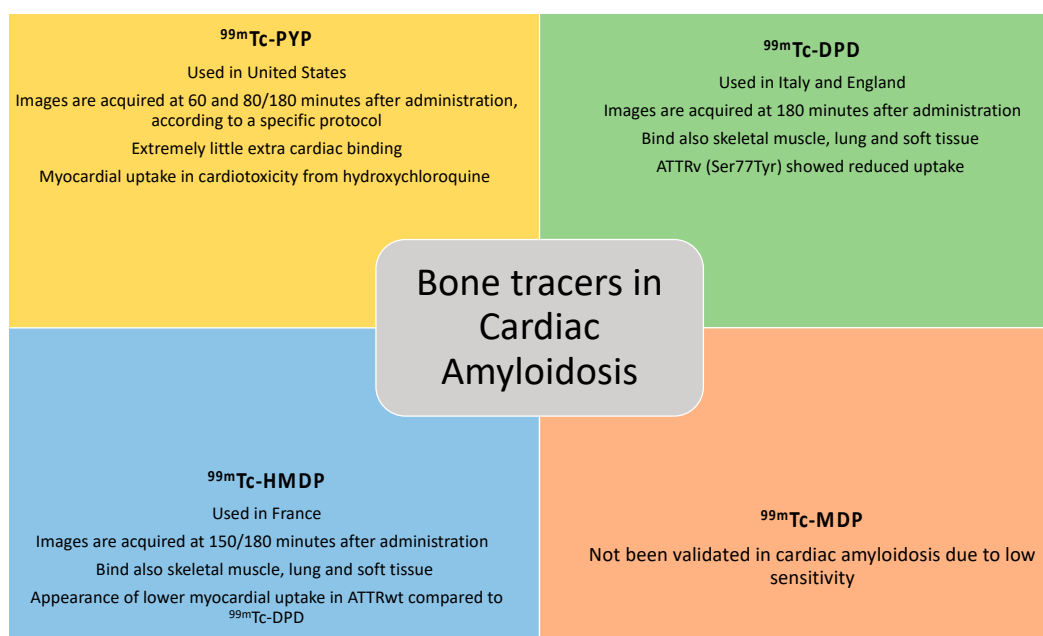 ⁹⁹ᵐTc-PYP
Used in United States
Images are acquired at 60 and 80/180 minutes after administration,
according to a specific protocol
Extremely little extra cardiac binding
Myocardial uptake in cardiotoxicity from hydroxychloroquine
⁹⁹ᵐTc-DPD
Used in Italy and England
Images are acquired at 180 minutes after administration
Bind also skeletal muscle, lung and soft tissue
ATTRv (Ser77Tyr) showed reduced uptake
Bone tracers in
Cardiac
Amyloidosis
⁹⁹ᵐTc-HMDP
Used in France
Images are acquired at 150/180 minutes after administration
Bind also skeletal muscle, lung and soft tissue
Appearance of lower myocardial uptake in ATTRwt compared to
⁹⁹ᵐTc-DPD
⁹⁹ᵐTc-MDP
Not been validated in cardiac amyloidosis due to low
sensitivity